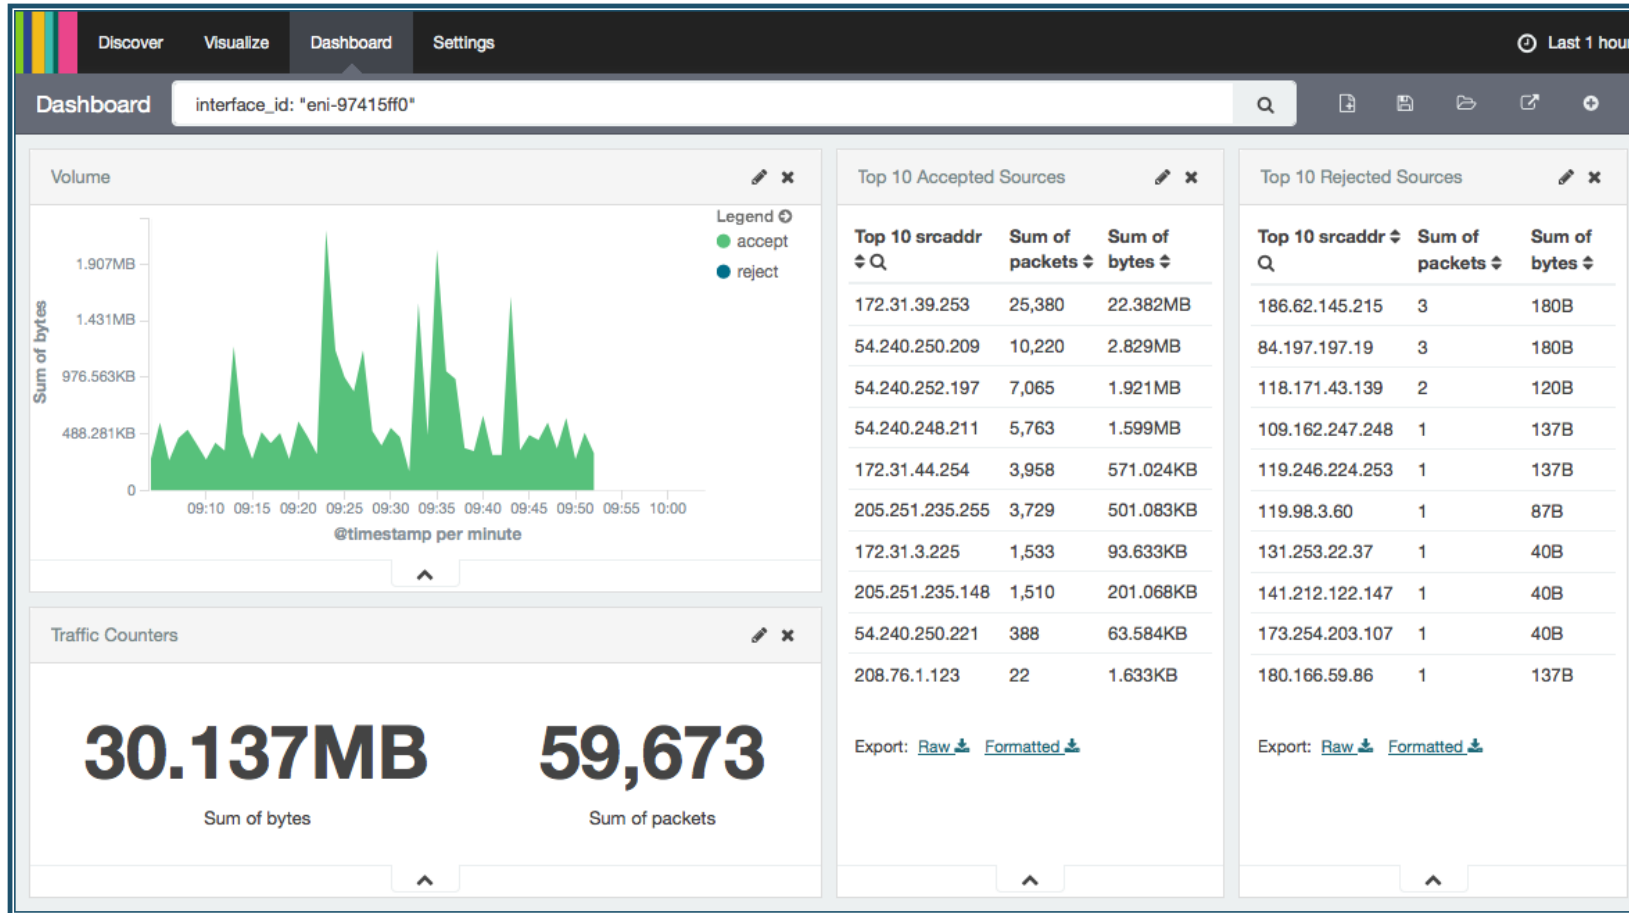 Discover Visualize Dashboard Settings Last 1 hour
Dashboard interface_id: "eni-97415ff0"
Volume
Legend
accept
reject
Sum of bytes
1.907MB
1.431MB
976.563KB
488.281KB
0
09:10 09:15 09:20 09:25 09:30 09:35 09:40 09:45 09:50 09:55 10:00
@timestamp per minute
Traffic Counters
30.137MB 59,673
Sum of bytes Sum of packets
Top 10 Accepted Sources
Top 10 srcaddr Sum of packets Sum of bytes
172.31.39.253 25,380 22.382MB
54.240.250.209 10,220 2.829MB
54.240.252.197 7,065 1.921MB
54.240.248.211 5,763 1.599MB
172.31.44.254 3,958 571.024KB
205.251.235.255 3,729 501.083KB
172.31.3.225 1,533 93.633KB
205.251.235.148 1,510 201.068KB
54.240.250.221 388 63.584KB
208.76.1.123 22 1.633KB
Export: Raw Formatted
Top 10 Rejected Sources
Top 10 srcaddr Sum of packets Sum of bytes
186.62.145.215 3 180B
84.197.197.19 3 180B
118.171.43.139 2 120B
109.162.247.248 1 137B
119.246.224.253 1 137B
119.98.3.60 1 87B
131.253.22.37 1 40B
141.212.122.147 1 40B
173.254.203.107 1 40B
180.166.59.86 1 137B
Export: Raw Formatted